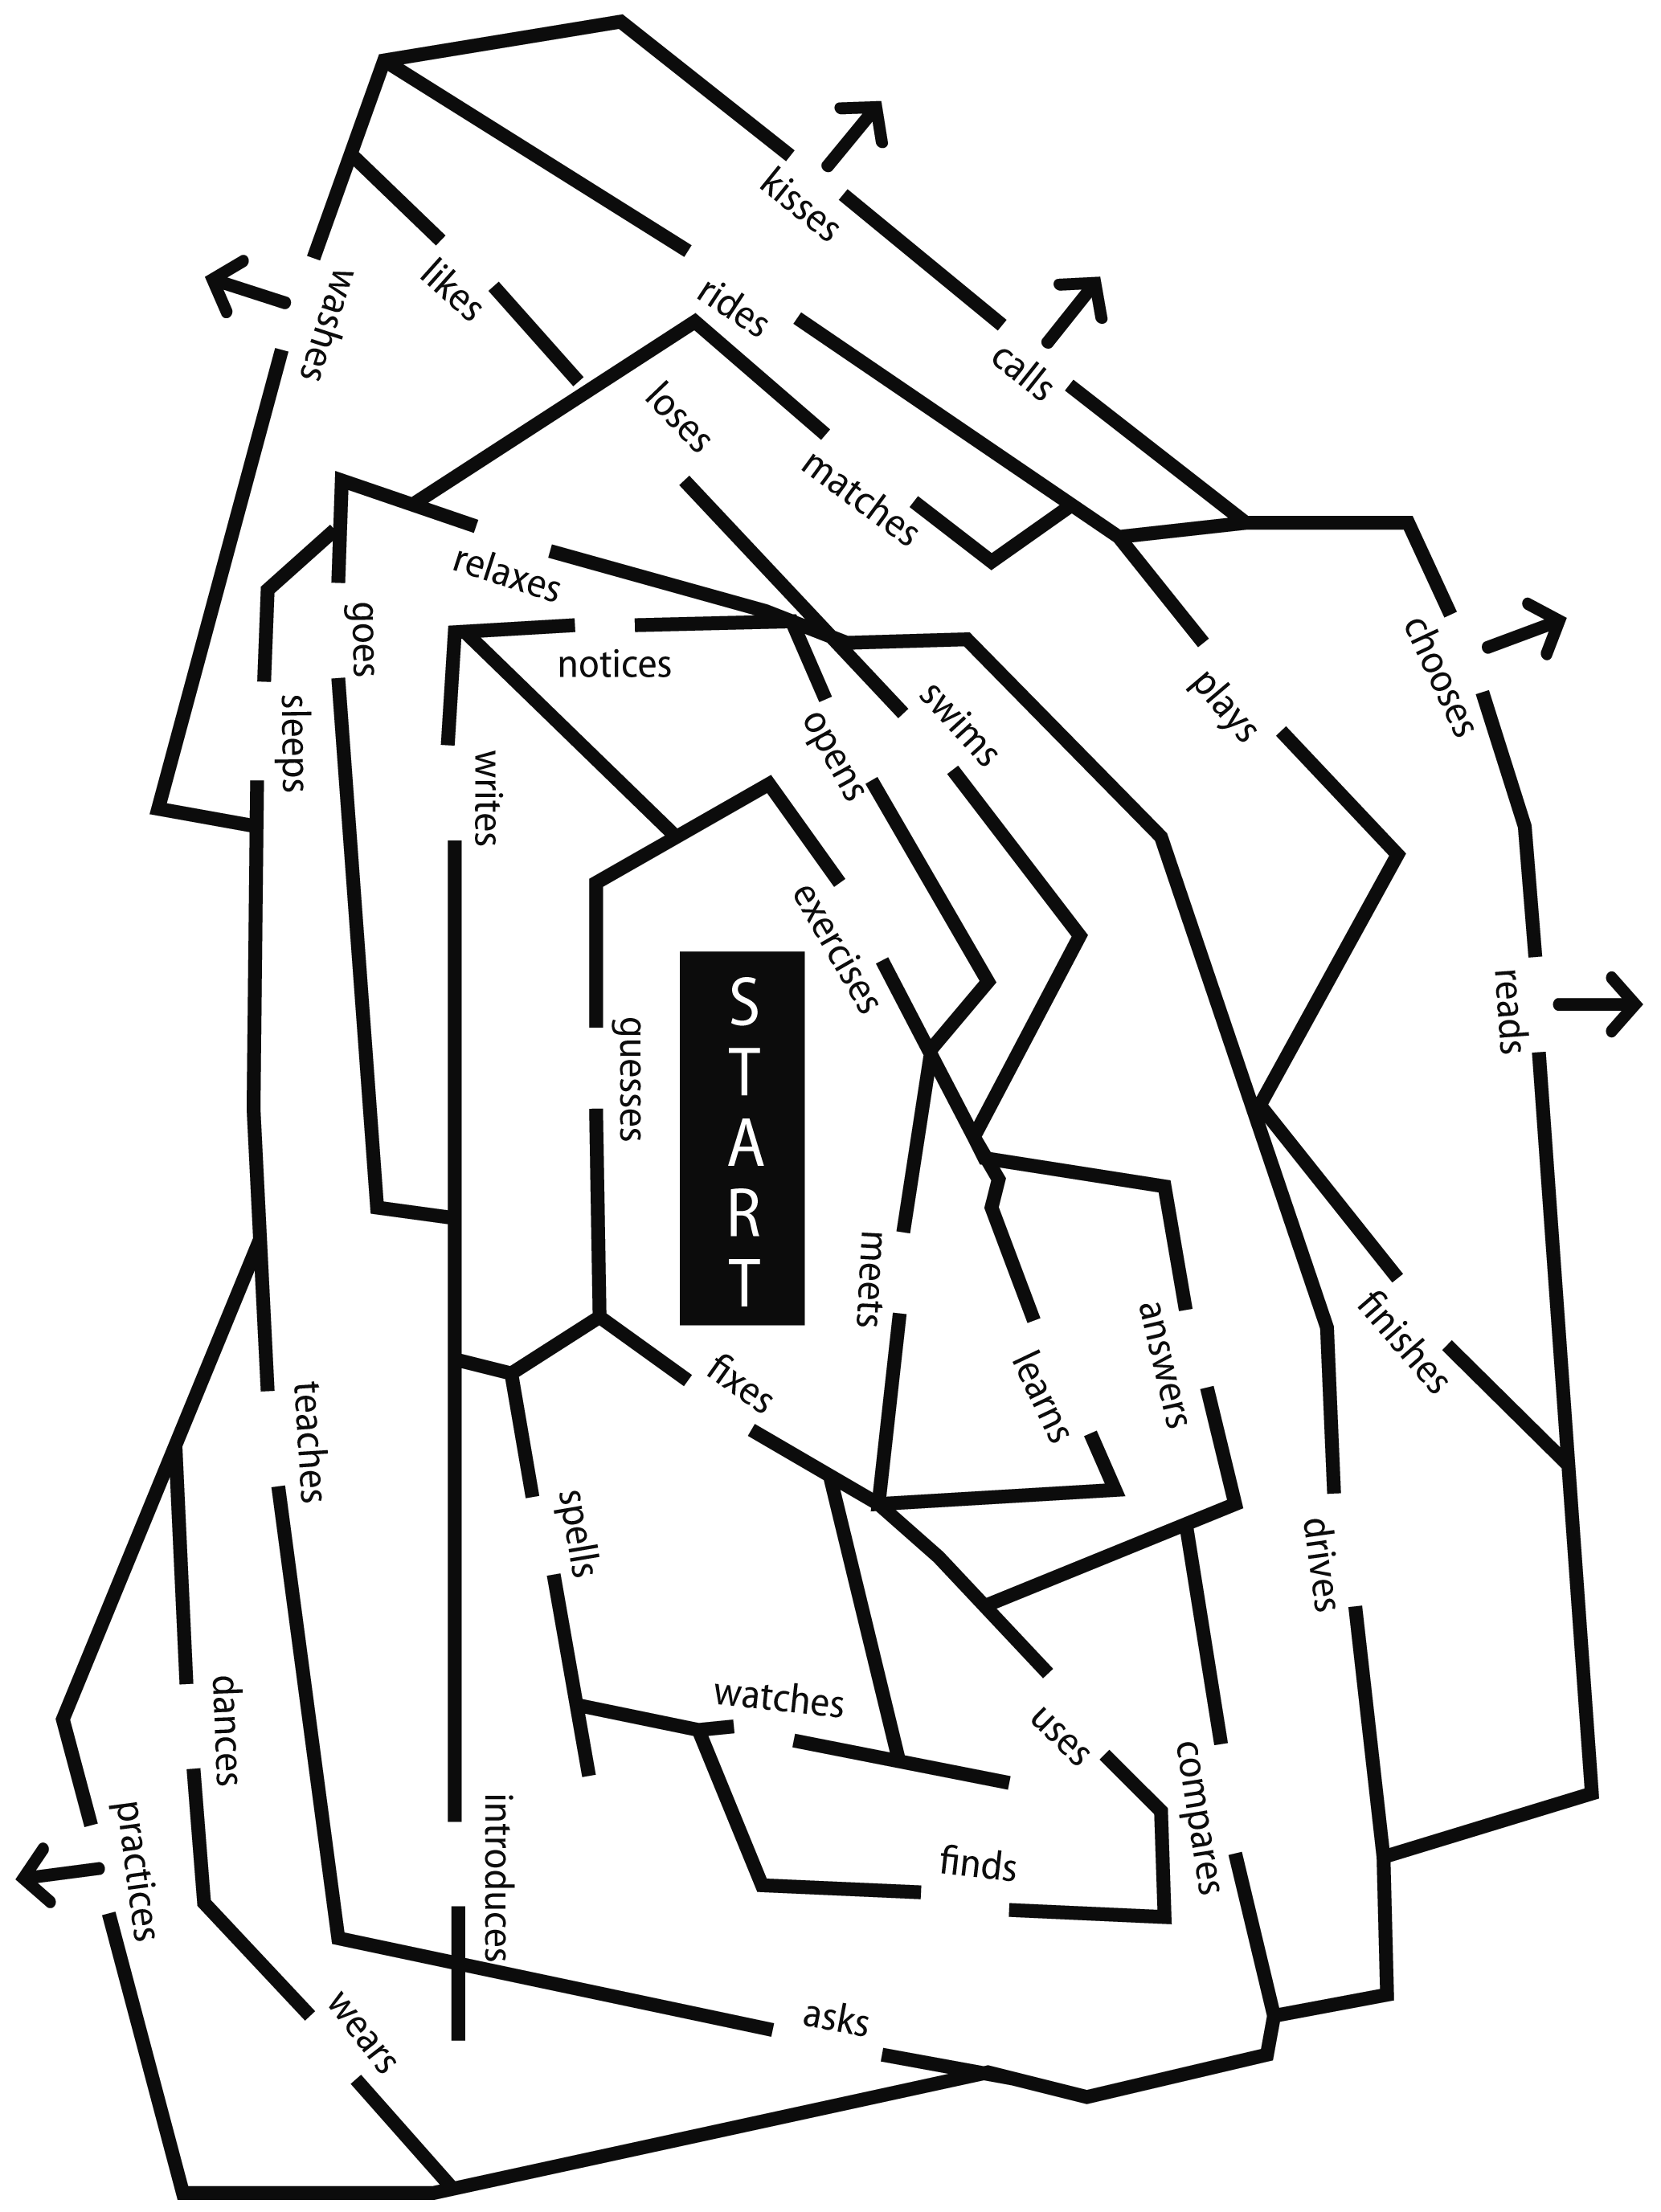 kisses
washes
likes
rides
calls
loses
matches
relaxes
goes
notices
sleeps
writes
opens
swims
plays
chooses
exercises
reads
guesses
START
meets
answers
learns
finishes
fixes
teaches
spells
drives
dances
watches
uses
compares
practices
introduces
finds
wears
asks